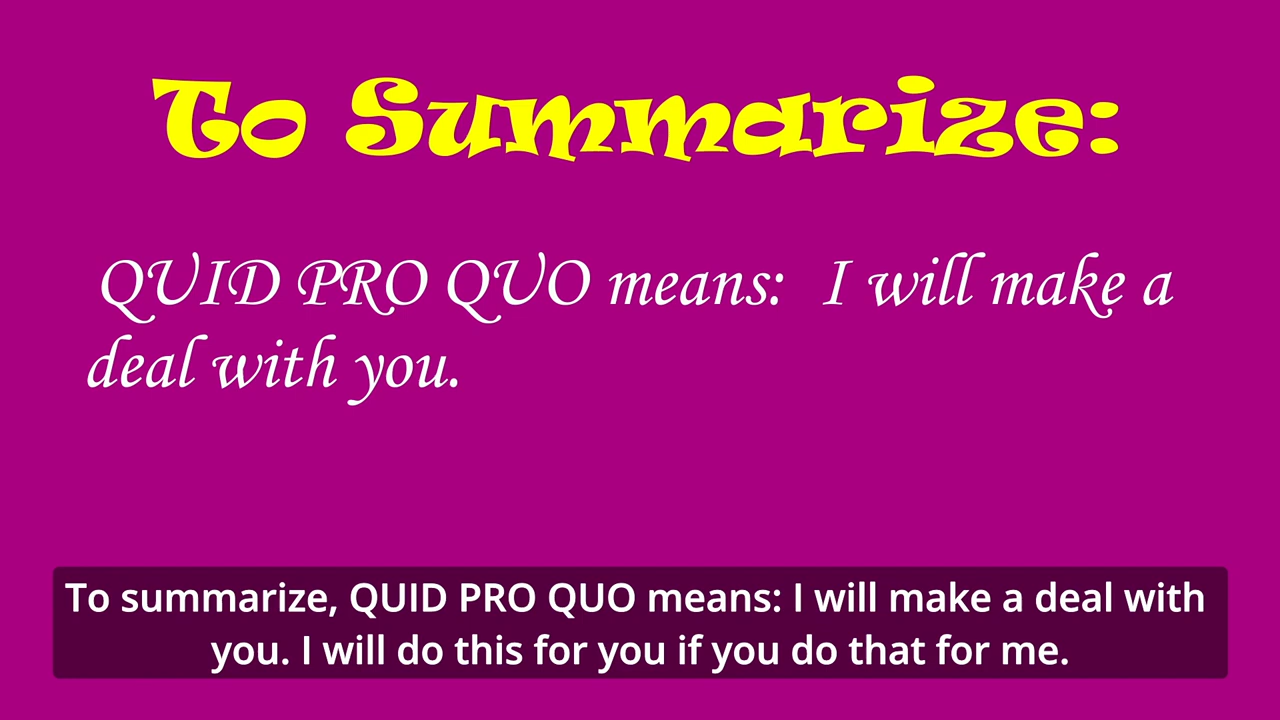 To Summarize:
QUID PRO QUO means: I will make a
deal with you.
To summarize, QUID PRO QUO means: I will make a deal with
you. I will do this for you if you do that for me.